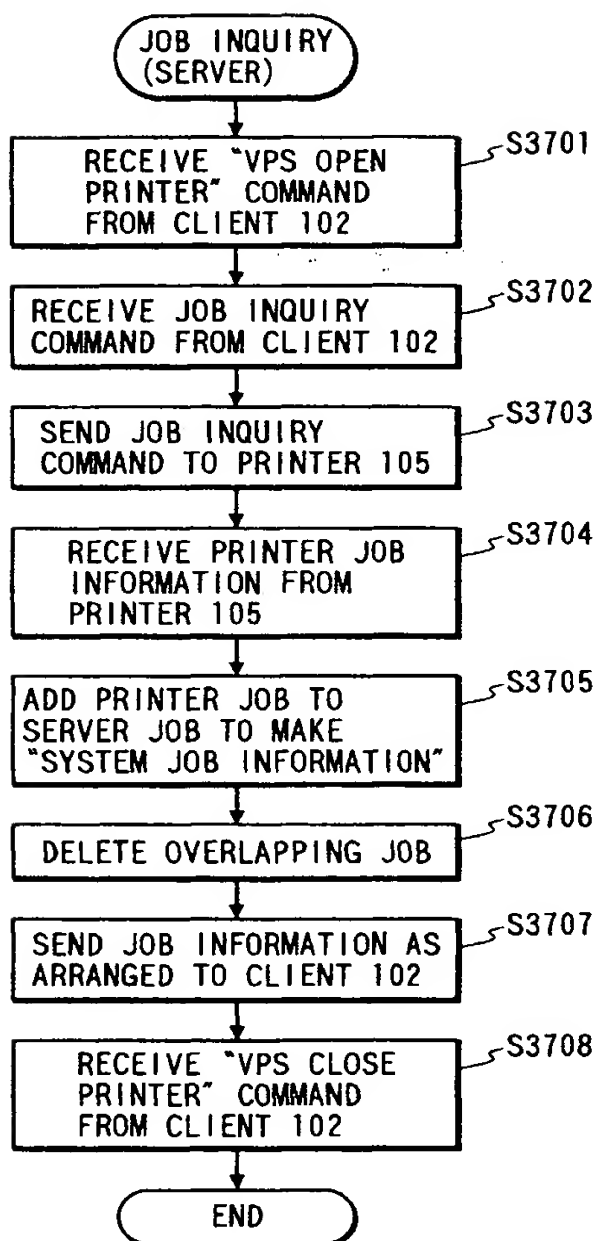 JOB INQUIRY
(SERVER)
S3701
RECEIVE "VPS OPEN
PRINTER" COMMAND
FROM CLIENT 102
S3702
RECEIVE JOB INQUIRY
COMMAND FROM CLIENT 102
S3703
SEND JOB INQUIRY
COMMAND TO PRINTER 105
S3704
RECEIVE PRINTER JOB
INFORMATION FROM
PRINTER 105
S3705
ADD PRINTER JOB TO
SERVER JOB TO MAKE
"SYSTEM JOB INFORMATION"
S3706
DELETE OVERLAPPING JOB
S3707
SEND JOB INFORMATION AS
ARRANGED TO CLIENT 102
S3708
RECEIVE "VPS CLOSE
PRINTER" COMMAND
FROM CLIENT 102
END